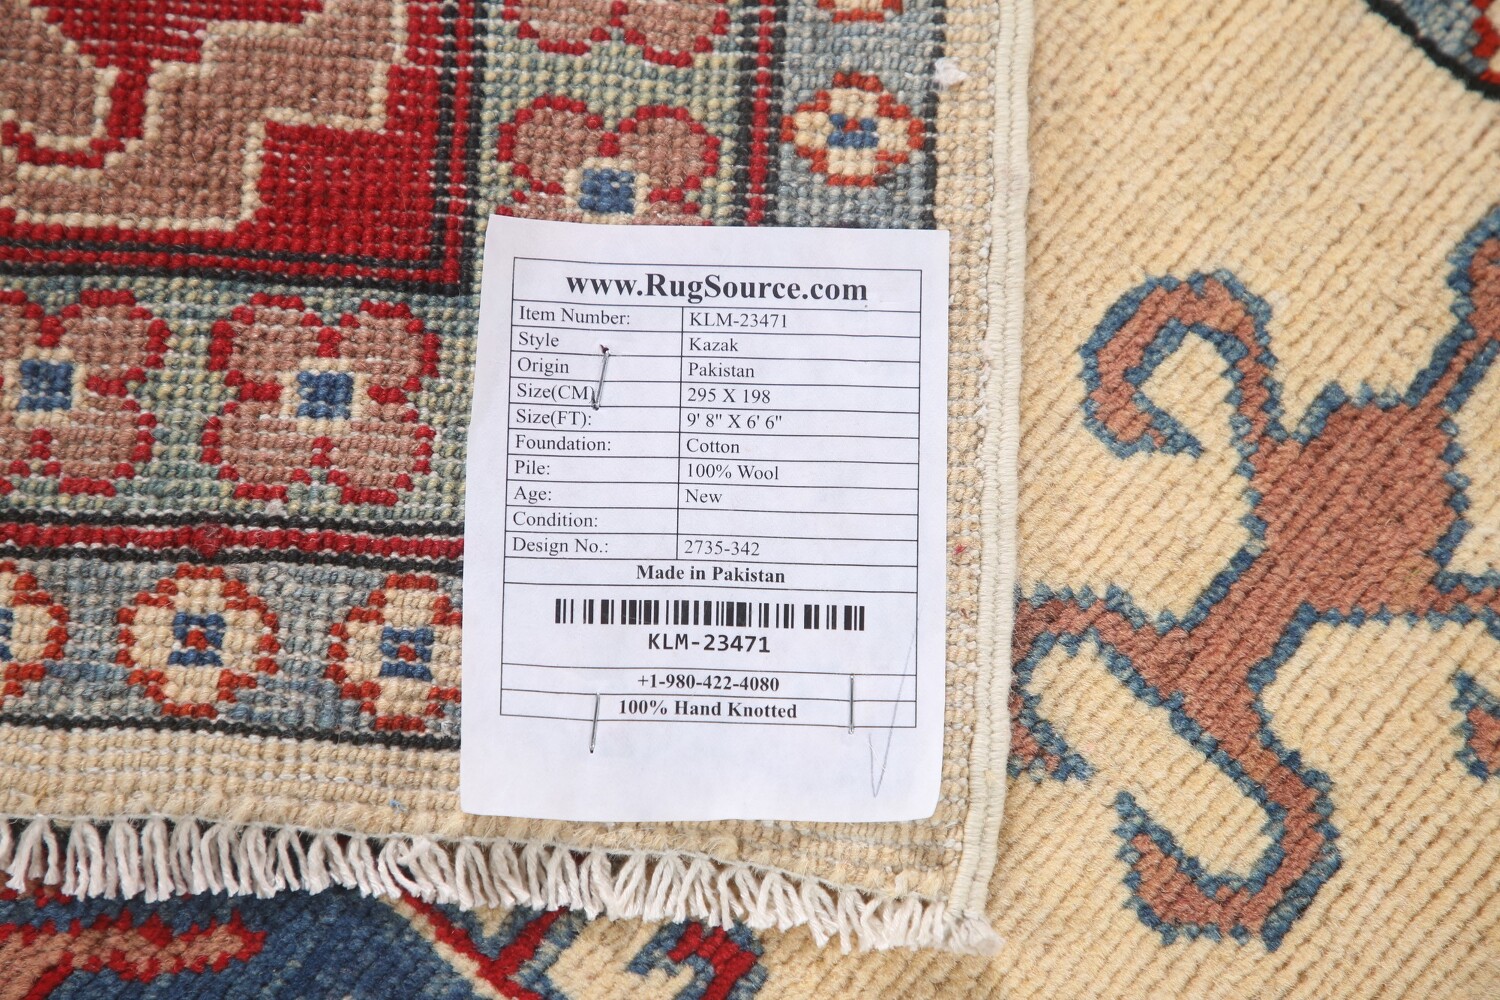 www.RugSource.com
Item Number: KLM-23471
Style Kazak
Origin Pakistan
Size(CM) 295 X 198
Size(FT): 9' 8" X 6' 6"
Foundation: Cotton
Pile: 100% Wool
Age: New
Condition:
Design No.: 2735-342
Made in Pakistan
KLM-23471
+1-980-422-4080
100% Hand Knotted